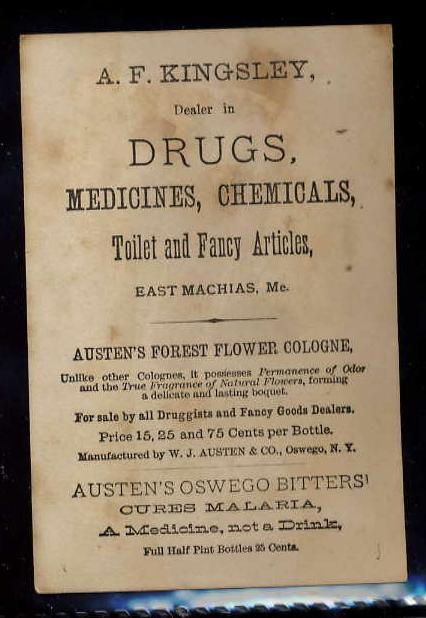 A. F. KINGSLEY,
Dealer in
DRUGS,
MEDICINES, CHEMICALS,
Toilet and Fancy Articles,
EAST MACHIAS, Me.
AUSTEN'S FOREST FLOWER COLOGNE,
Unlike other Colognes, it possesses Permanence of Odor
and the True Fragrance of Natural Flowers, forming
a delicate and lasting boquet.
For sale by all Druggists and Fancy Goods Dealers.
Price 15, 25 and 75 Cents per Bottle.
Manufactured by W. J. AUSTEN & CO., Oswego, N. Y.
AUSTEN'S OSWEGO BITTERS'
CURES MALARIA,
A Medicine, not a Drink,
Full Half Pint Bottles 25 Cents.